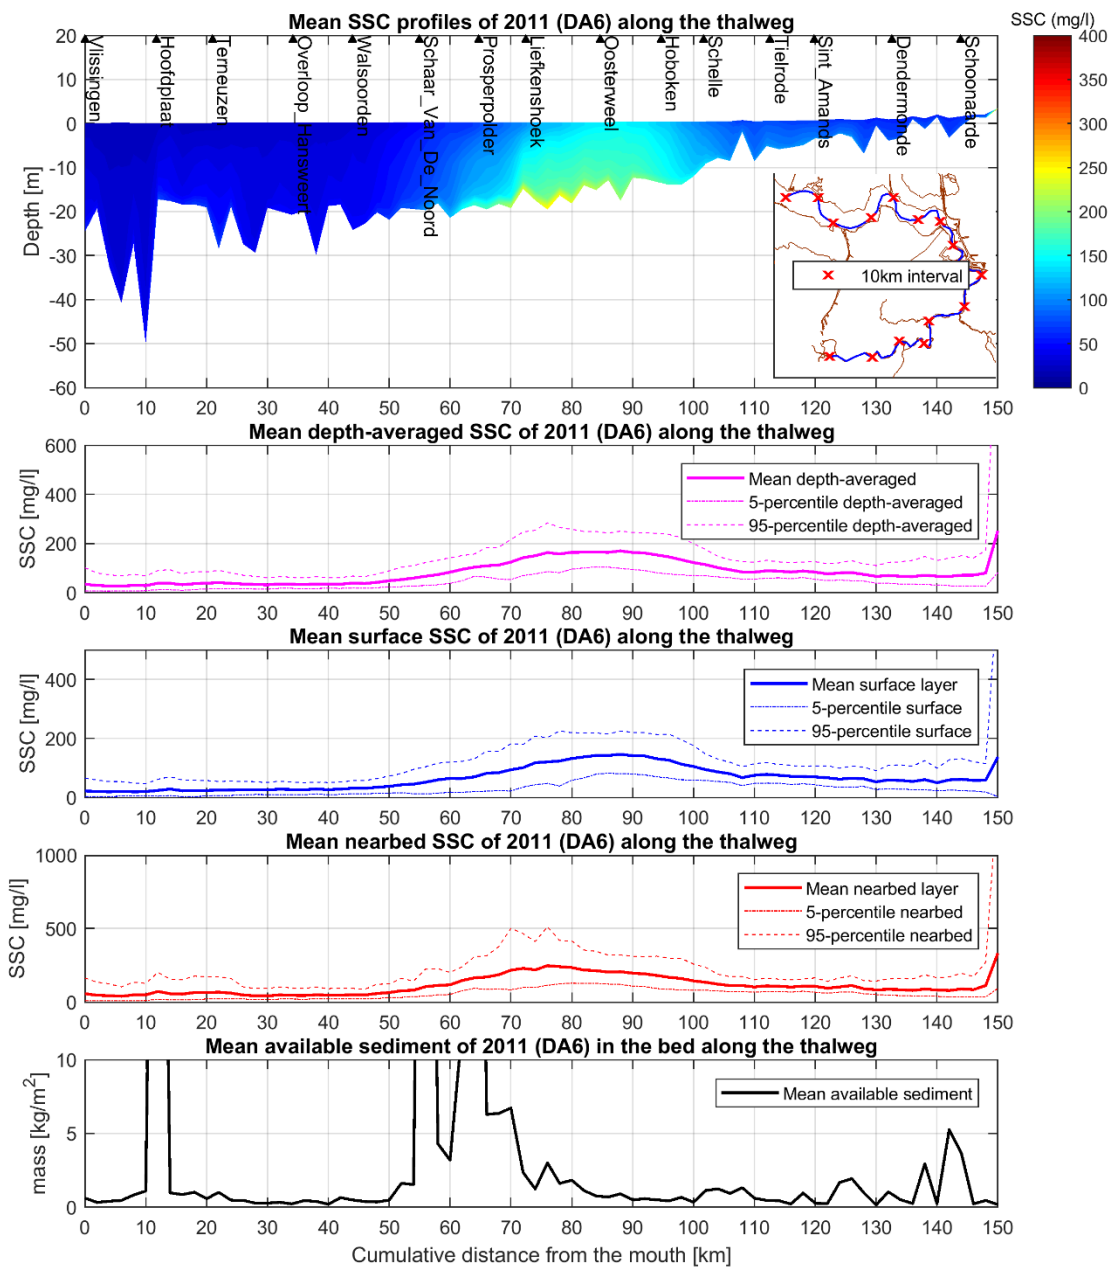 Mean SSC profiles of 2011 (DA6) along the thalweg
SSC (mg/l)
Vlissingen
Hoofdplaat
Terneuzen
Overloop_Hansweert
Walsoorden
Schaar_Van_De_Noord
Prosperpolder
Liefkenshoek
Oosterweel
Hoboken
Schelle
Tielrode
Sint_Amands
Dendermonde
Schoonaarde
Depth [m]
20
10
0
-10
-20
-30
-40
-50
-60
10km interval
400
350
300
250
200
150
100
50
0
0 10 20 30 40 50 60 70 80 90 100 110 120 130 140 150
Mean depth-averaged SSC of 2011 (DA6) along the thalweg
SSC [mg/l]
600
400
200
0
Mean depth-averaged
5-percentile depth-averaged
95-percentile depth-averaged
0 10 20 30 40 50 60 70 80 90 100 110 120 130 140 150
Mean surface SSC of 2011 (DA6) along the thalweg
SSC [mg/l]
400
200
0
Mean surface layer
5-percentile surface
95-percentile surface
0 10 20 30 40 50 60 70 80 90 100 110 120 130 140 150
Mean nearbed SSC of 2011 (DA6) along the thalweg
SSC [mg/l]
1000
500
0
Mean nearbed layer
5-percentile nearbed
95-percentile nearbed
0 10 20 30 40 50 60 70 80 90 100 110 120 130 140 150
Mean available sediment of 2011 (DA6) in the bed along the thalweg
mass [kg/m²]
10
5
0
Mean available sediment
0 10 20 30 40 50 60 70 80 90 100 110 120 130 140 150
Cumulative distance from the mouth [km]